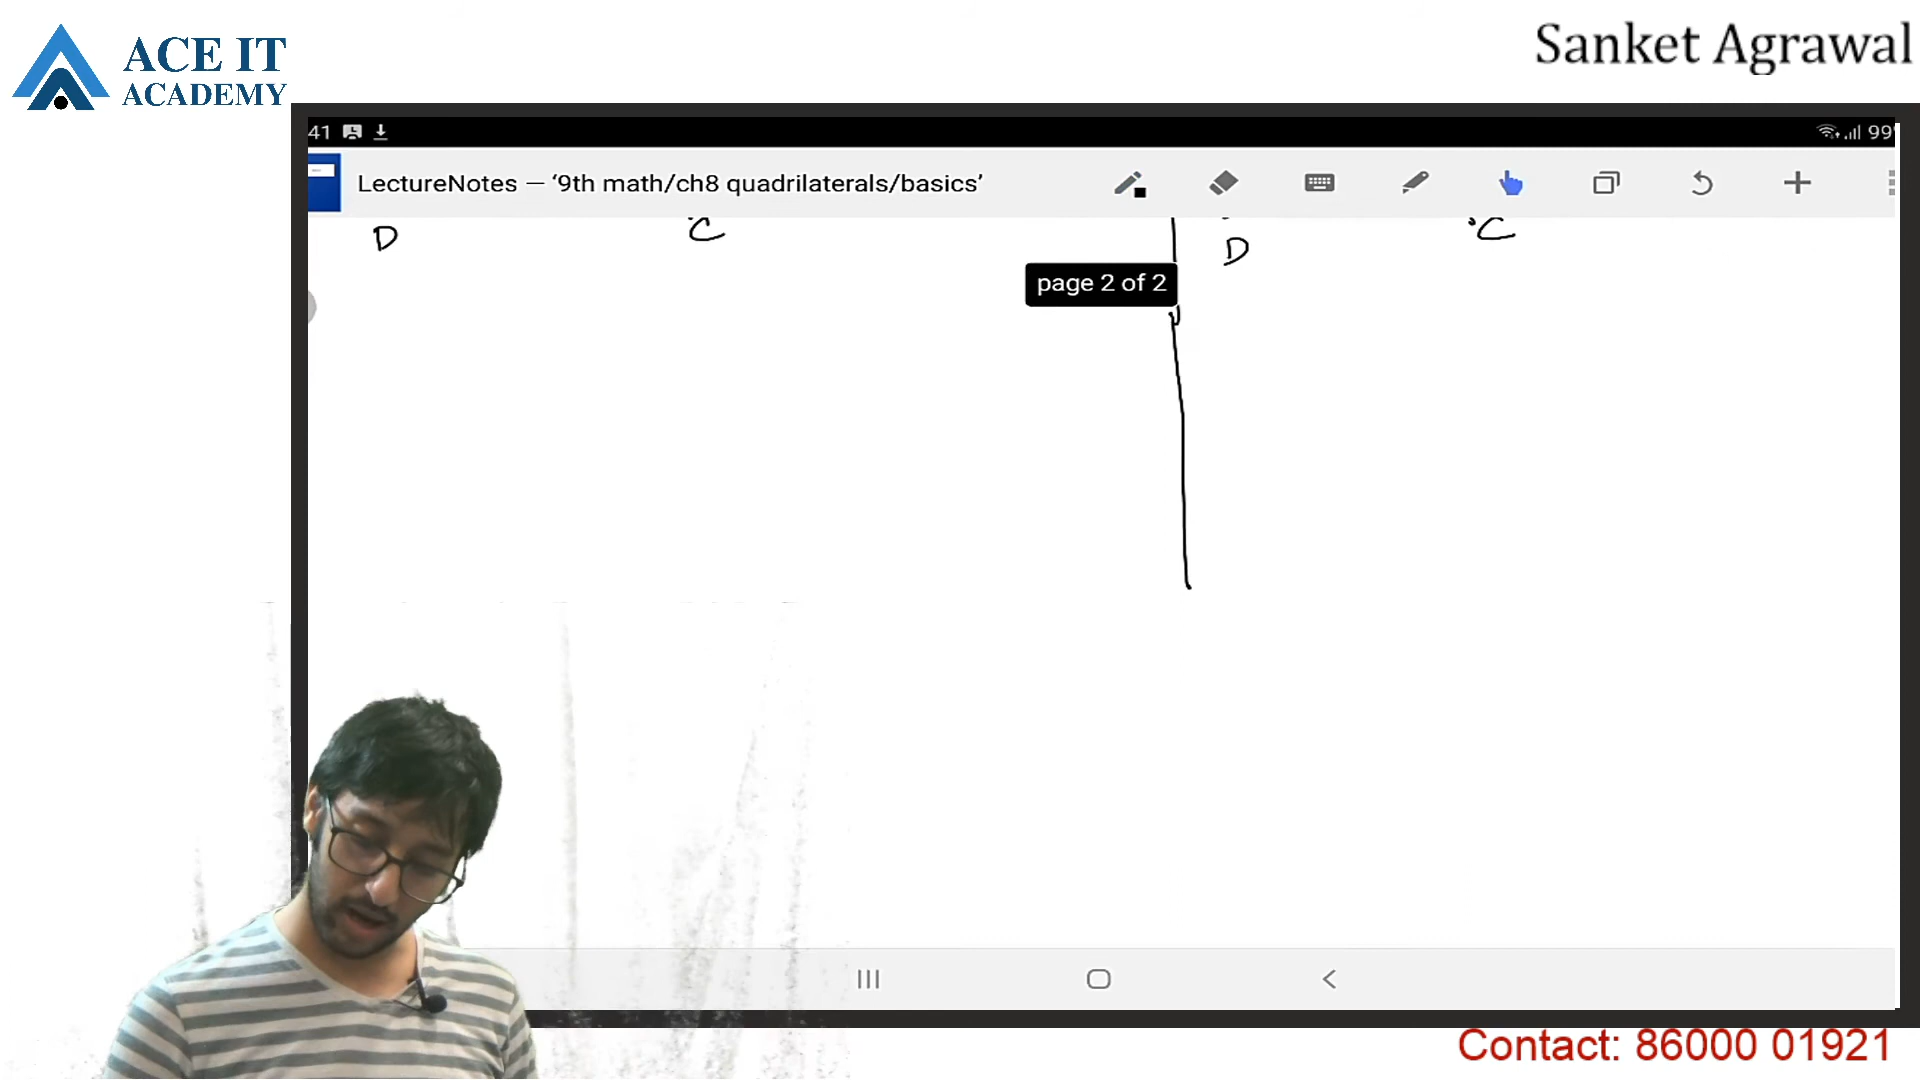 ACE IT
ACADEMY
Sanket Agrawal
41
99
LectureNotes — ‘9th math/ch8 quadrilaterals/basics’
D
C
D
C
page 2 of 2
Contact: 86000 01921